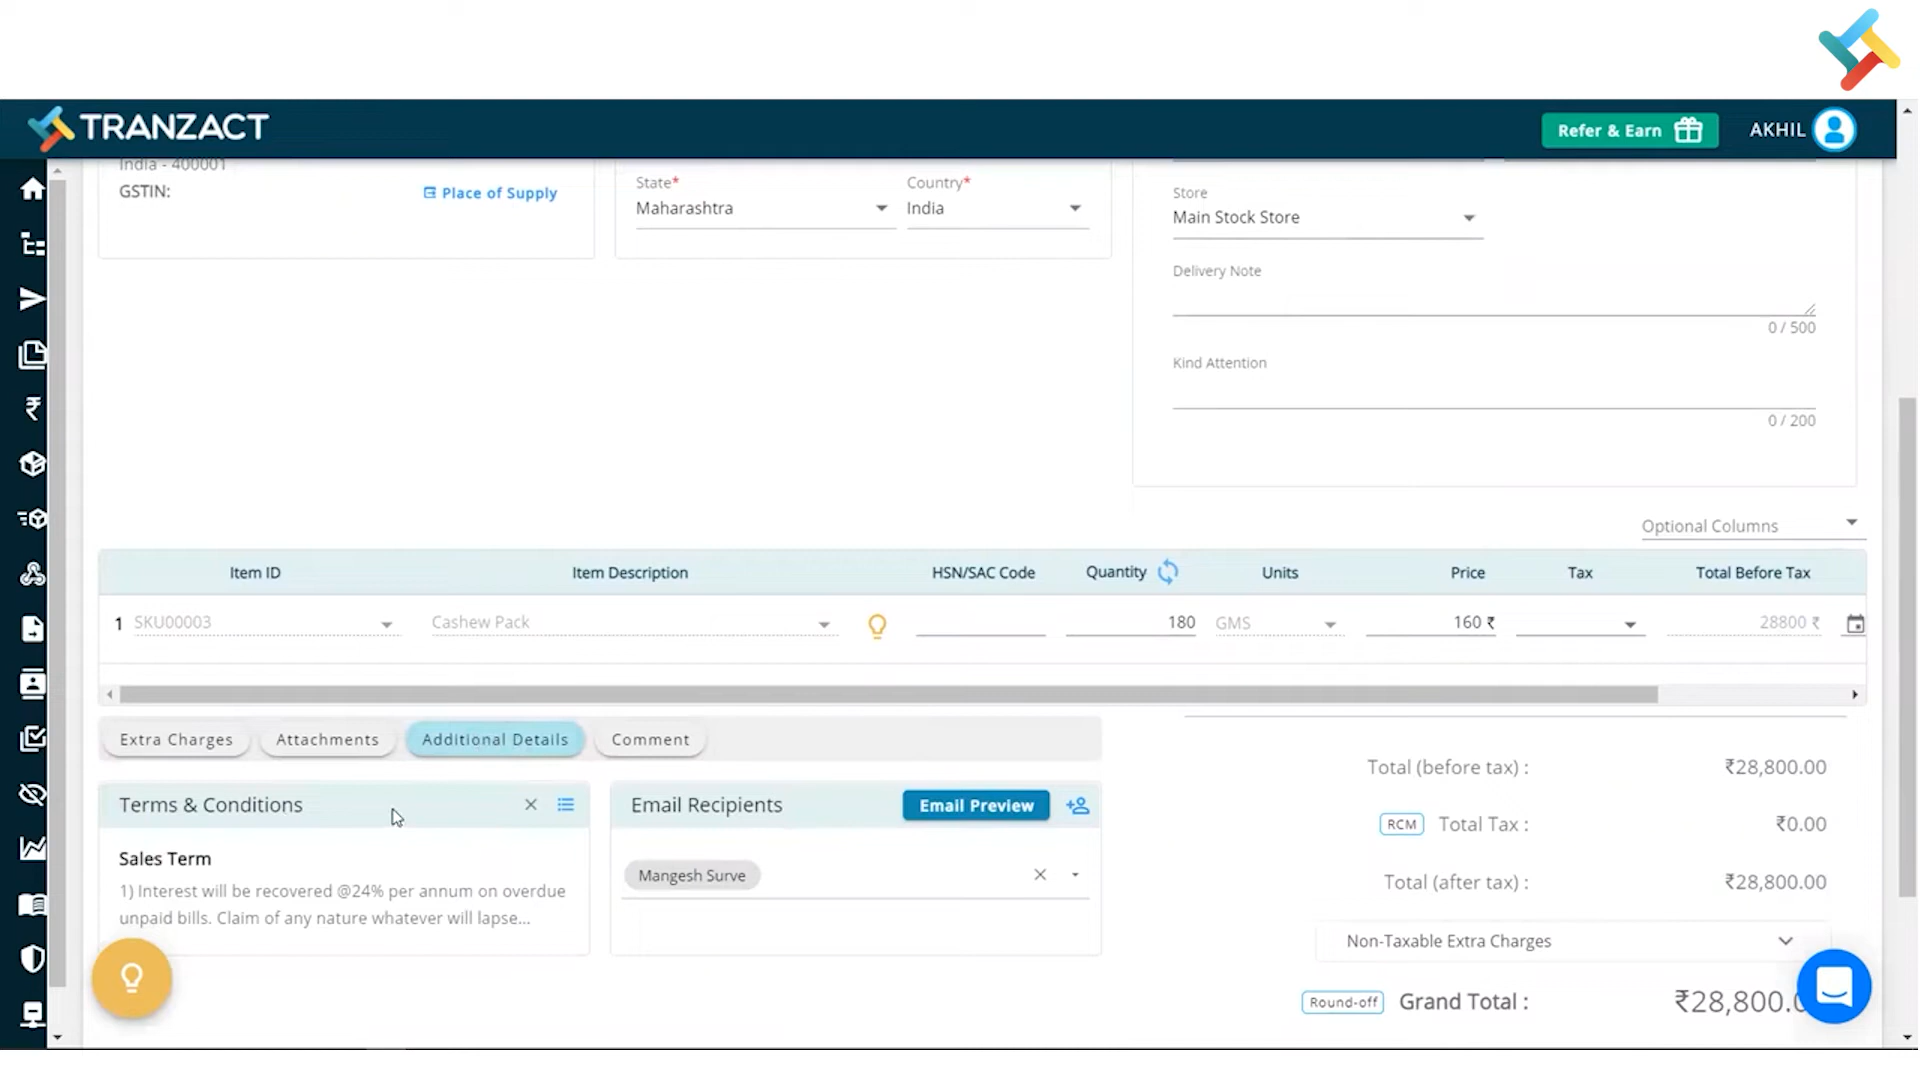 TRANZACT
Refer & Earn
AKHIL
India - 400001
GSTIN:
Place of Supply
State*
Maharashtra
Country*
India
Store
Main Stock Store
Delivery Note
0 / 500
Kind Attention
0 / 200
Optional Columns
Item ID
Item Description
HSN/SAC Code
Quantity
Units
Price
Tax
Total Before Tax
1
SKU00003
Cashew Pack
180
GMS
160 ₹
28800 ₹
Extra Charges
Attachments
Additional Details
Comment
Terms & Conditions
Sales Term
1) Interest will be recovered @24% per annum on overdue
unpaid bills. Claim of any nature whatever will lapse...
Email Recipients
Email Preview
Mangesh Surve
Total (before tax) :
₹28,800.00
RCM
Total Tax :
₹0.00
Total (after tax) :
₹28,800.00
Non-Taxable Extra Charges
Round-off
Grand Total :
₹28,800.